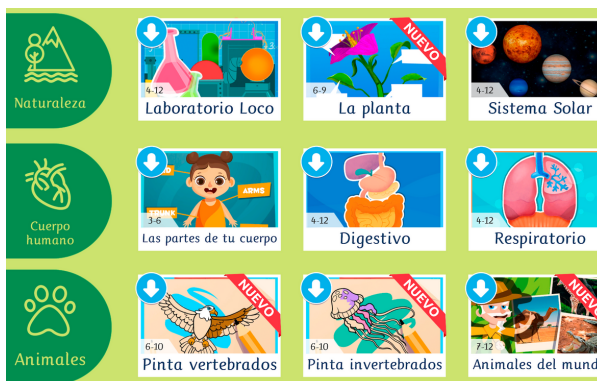 Naturaleza
4-12
Laboratorio Loco
NUEVO
6-9
La planta
4-12
Sistema Solar
Cuerpo
humano
ARMS
TRUNK
3-6
Las partes de tu cuerpo
4-12
Digestivo
4-12
Respiratorio
Animales
NUEVO
6-10
Pinta vertebrados
NUEVO
6-10
Pinta invertebrados
NUEVO
7-12
Animales del mund